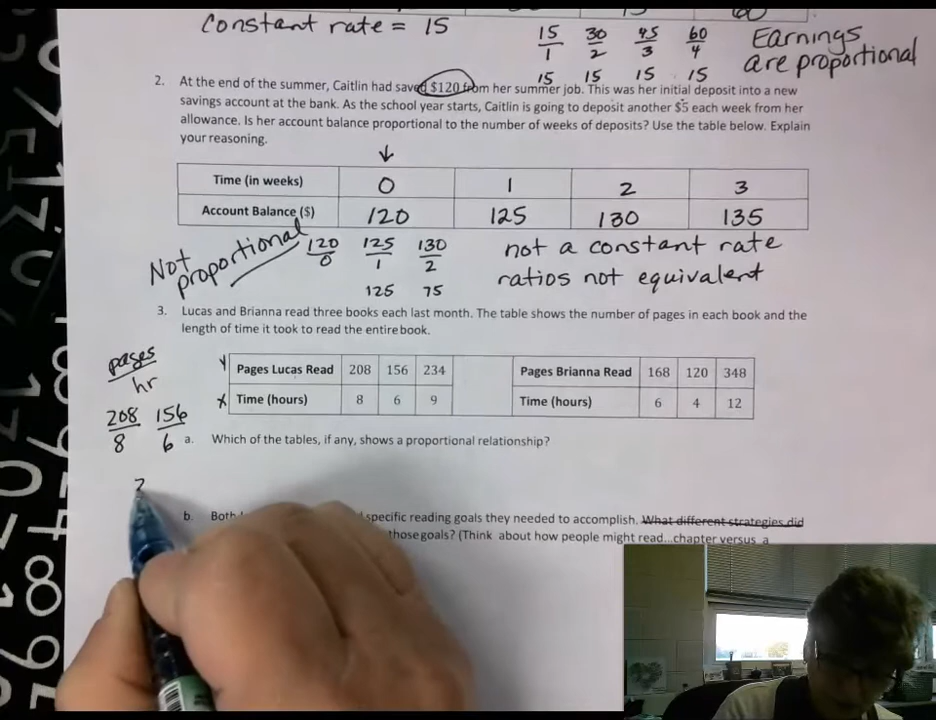 60
Constant rate = 15
15/1 30/2 45/3 60/4
15 15 15 15
Earnings
are proportional
2. At the end of the summer, Caitlin had saved $120 from her summer job. This was her initial deposit into a new
savings account at the bank. As the school year starts, Caitlin is going to deposit another $5 each week from her
allowance. Is her account balance proportional to the number of weeks of deposits? Use the table below. Explain
your reasoning.
Time (in weeks) 0 1 2 3
Account Balance ($) 120 125 130 135
Not
proportional
120/0 125/1 130/2
125 75
not a constant rate
ratios not equivalent
3. Lucas and Brianna read three books each last month. The table shows the number of pages in each book and the
length of time it took to read the entire book.
pages
hr
y Pages Lucas Read 208 156 234
x Time (hours) 8 6 9
Pages Brianna Read 168 120 348
Time (hours) 6 4 12
208/8 156/6
a. Which of the tables, if any, shows a proportional relationship?
b. Both specific reading goals they needed to accomplish. What different strategies did
those goals? (Think about how people might read...chapter versus a